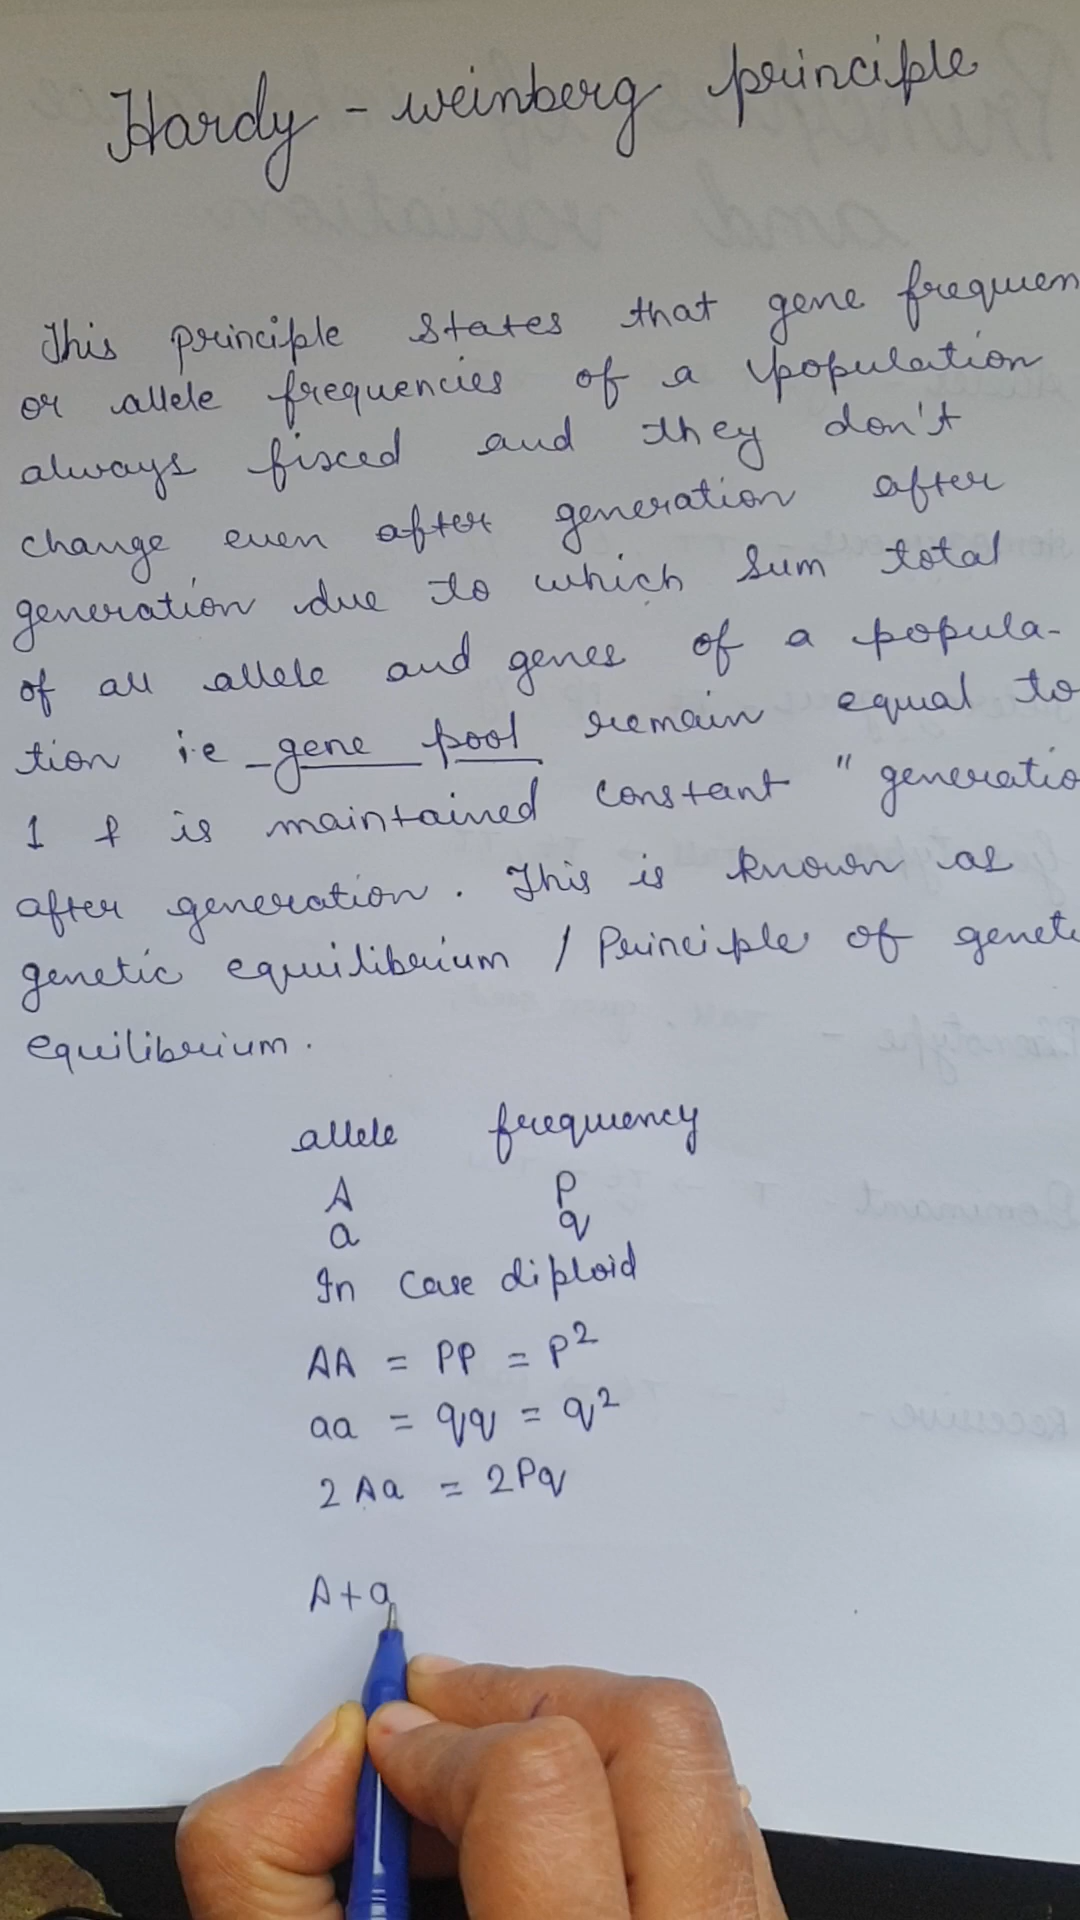 Hardy-weinberg principle
This principle states that gene frequen
or allele frequencies of a population
always fixed and they don't
change even after generation after
generation due to which sum total
of all allele and genes of a popula-
tion i.e gene pool remain equal to
1 & is maintained constant " generatio
after generation. This is known as
genetic equilibrium / Principle of genet
equilibrium.
allele frequency
A P
a q
In Case diploid
AA = PP = P²
aa = qq = q²
2 Aa = 2Pq
A+a